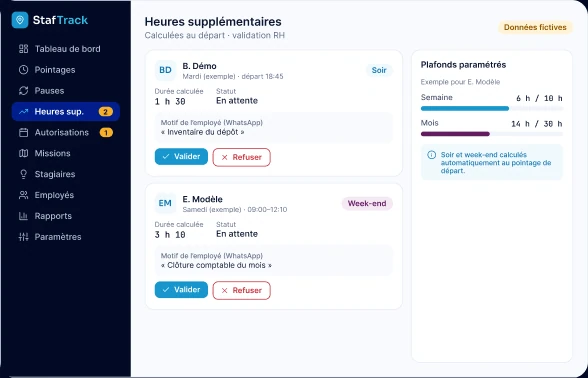 StafTrack
Tableau de bord
Pointages
Pauses
Heures sup. 2
Autorisations 1
Missions
Stagiaires
Employés
Rapports
Paramètres
Heures supplémentaires
Calculées au départ · validation RH
Données fictives
BD
B. Démo
Mardi (exemple) · départ 18:45
Soir
Durée calculée
1 h 30
Statut
En attente
Motif de l'employé (WhatsApp)
« Inventaire du dépôt »
Valider
Refuser
EM
E. Modèle
Samedi (exemple) · 09:00–12:10
Week-end
Durée calculée
3 h 10
Statut
En attente
Motif de l'employé (WhatsApp)
« Clôture comptable du mois »
Valider
Refuser
Plafonds paramétrés
Exemple pour E. Modèle
Semaine 6 h / 10 h
Mois 14 h / 30 h
Soir et week-end calculés
automatiquement au pointage de
départ.